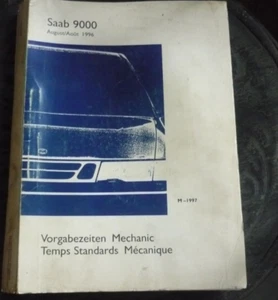 Saab 9000
August/Août 1996
M-1997
Vorgabezeiten Mechanic
Temps Standards Mécanique